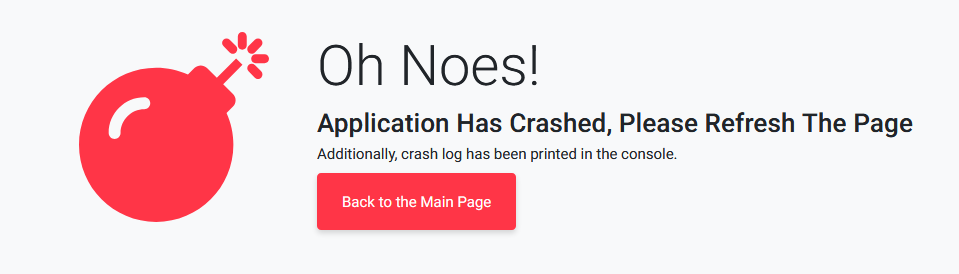 Oh Noes!
Application Has Crashed, Please Refresh The Page
Additionally, crash log has been printed in the console.
Back to the Main Page